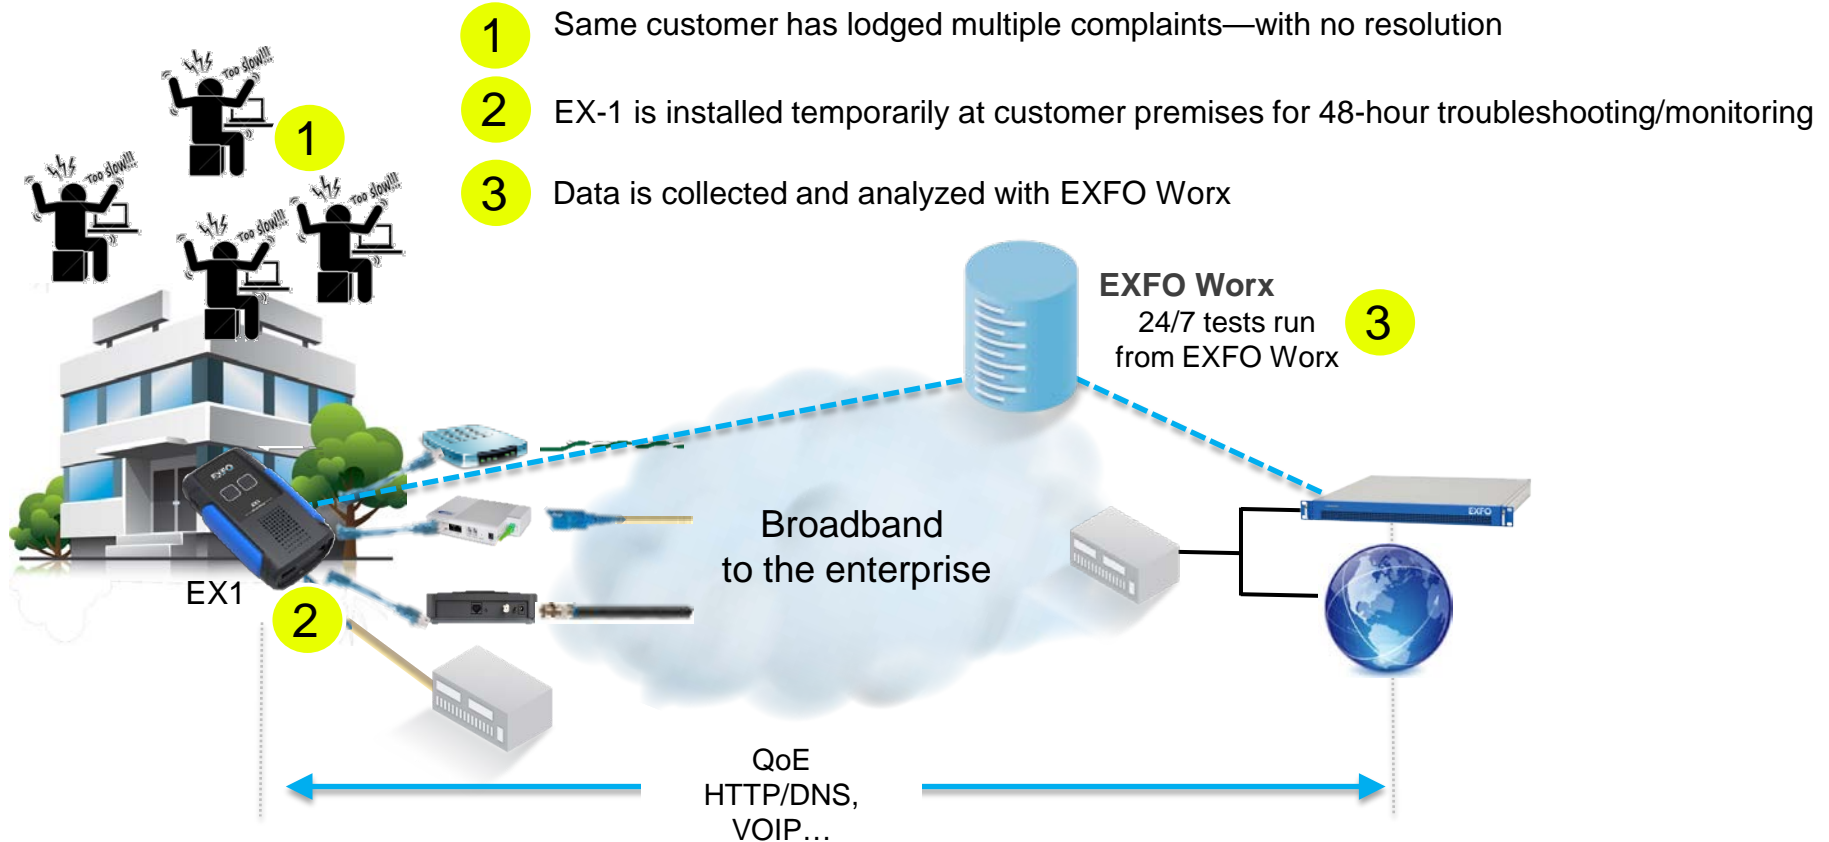 1 Same customer has lodged multiple complaints—with no resolution
2 EX-1 is installed temporarily at customer premises for 48-hour troubleshooting/monitoring
3 Data is collected and analyzed with EXFO Worx
Too slow!!!
1
Too slow!!!
Too slow!!!
Too slow!!!
EXFO Worx
24/7 tests run
from EXFO Worx
3
EXFO
EX1
EXFO
Broadband
to the enterprise
EX1
2
QoE
HTTP/DNS,
VOIP…